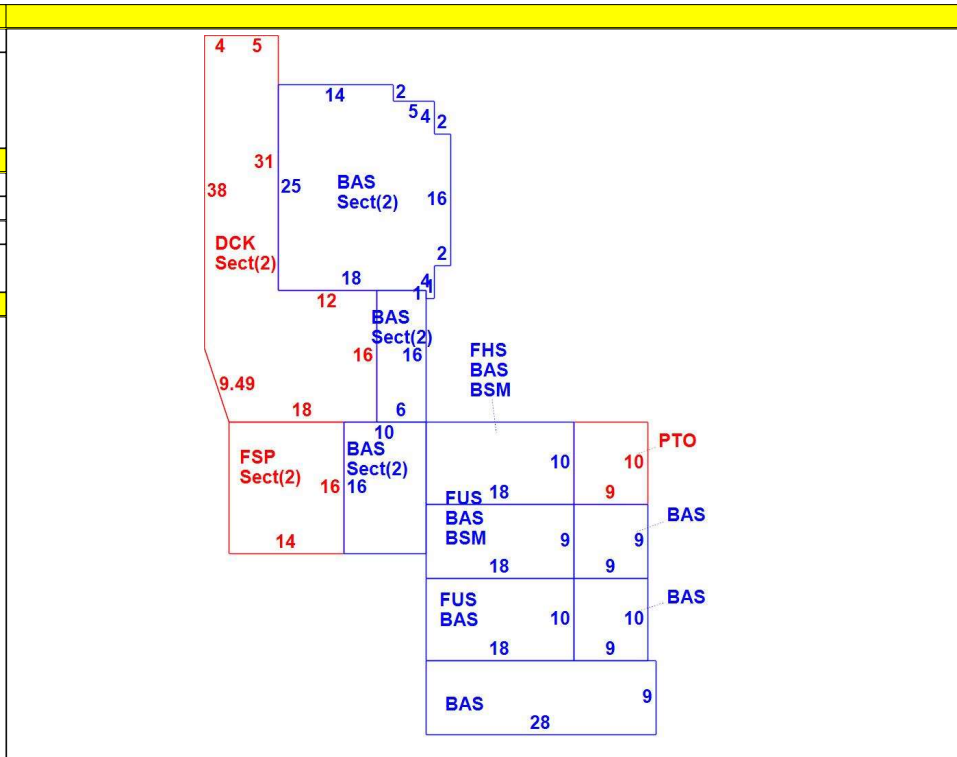 4 5
14
2
5 4
2
31
38
25
BAS
Sect(2)
16
DCK
Sect(2)
2
18
4
1 1
12
BAS
Sect(2)
16 16
FHS
BAS
BSM
9.49
18
6
10
FSP
Sect(2)
16
BAS
Sect(2)
16
10
18
10
9
PTO
FUS
BAS
BSM
9
18
9
9
BAS
FUS
BAS
10
18
10
9
BAS
14
BAS
9
28